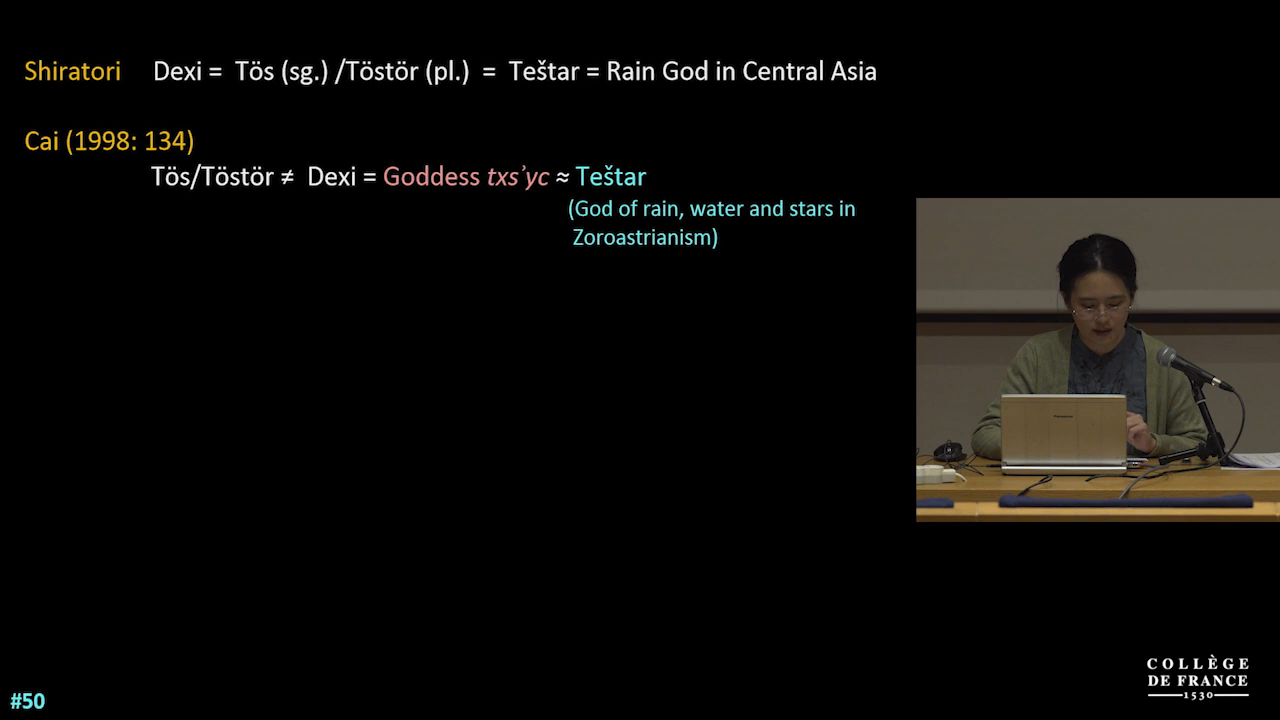 Shiratori Dexi = Tös (sg.) /Töstör (pl.) = Teštar = Rain God in Central Asia
Cai (1998: 134)
Tös/Töstör ≠ Dexi = Goddess txs’yc ≈ Teštar
(God of rain, water and stars in
Zoroastrianism)
#50
COLLÈGE
DE FRANCE
1530